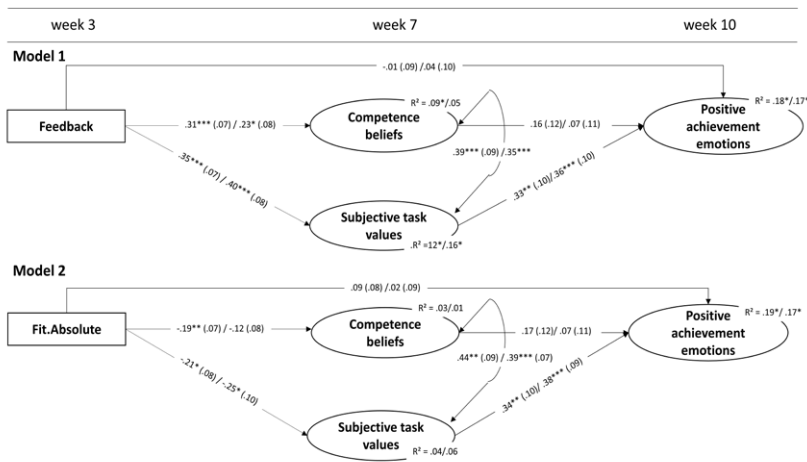 week 3 week 7 week 10
Model 1
-.01 (.09) /.04 (.10)
R² = .09*/.05
R² = .18*/.17*
Feedback
.31*** (.07) / .23* (.08)
Competence
beliefs
.16 (.12)/ .07 (.11)
Positive
achievement
emotions
.39*** (.09) /.35***
.35*** (.07) / .40*** (.08)
.33** (.10)/.36*** (.10)
Subjective task
values
.R² =12*/.16*
Model 2
.09 (.08) /.02 (.09)
R² = .03/.01
R² = .19*/ .17*
Fit.Absolute
-.19** (.07) / -.12 (.08)
Competence
beliefs
.17 (.12)/ .07 (.11)
Positive
achievement
emotions
.44** (.09) / .39*** (.07)
-.21* (.08) / -.25* (.10)
.34** (.10)/ .38*** (.09)
Subjective task
values
R² = .04/.06